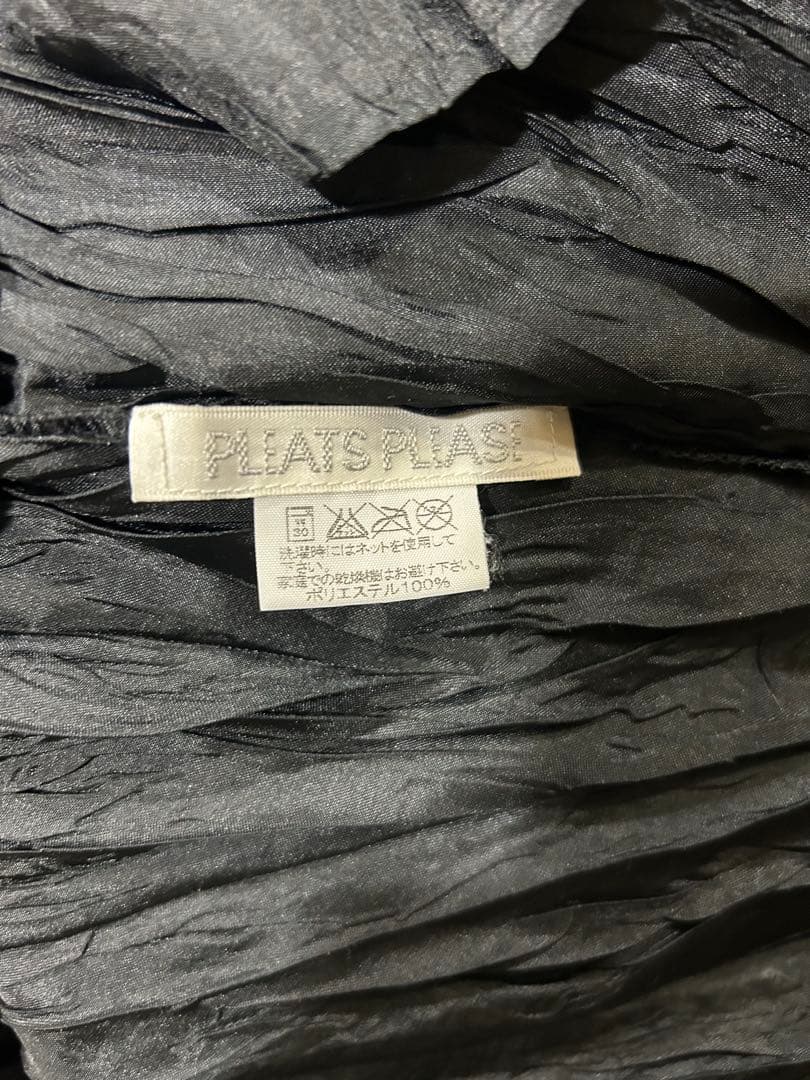 PLEATS PLEASE
30
洗濯時にはネットを使用して
下さい。
家庭での乾燥機はお避け下さい。
ポリエステル100%